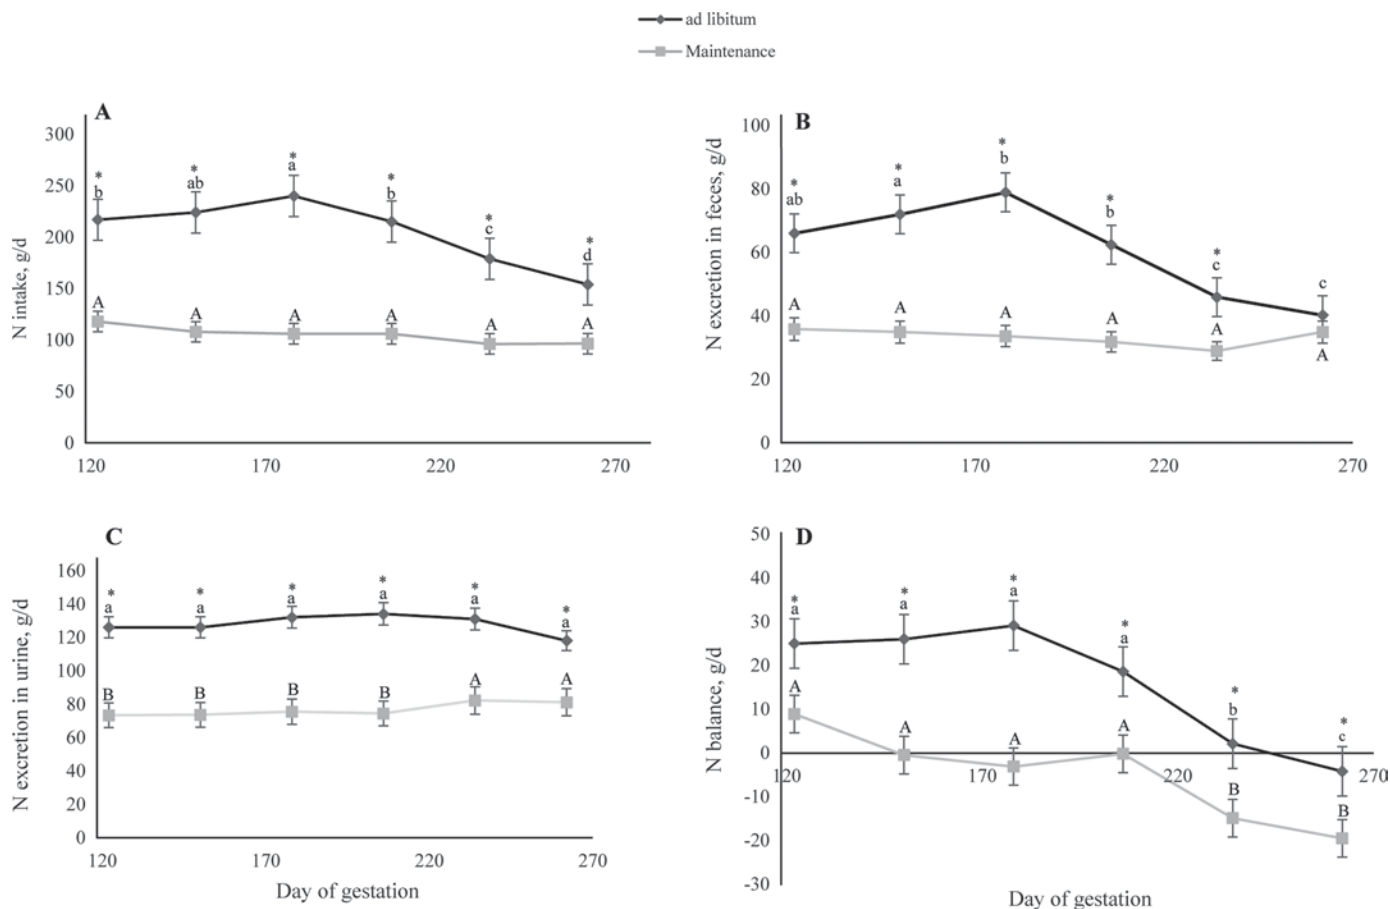 ad libitum
Maintenance
A
N intake, g/d
300
250
200
150
100
50
0
120
170
220
270
*
b
*
ab
*
a
*
b
*
c
*
d
A
A
A
A
A
A
B
N excretion in feces, g/d
100
80
60
40
20
0
120
170
220
270
*
ab
*
a
*
b
*
b
*
c
c
A
A
A
A
A
A
C
N excretion in urine, g/d
160
140
120
100
80
60
40
20
0
120
170
220
270
*
a
*
a
*
a
*
a
*
a
*
a
B
B
B
B
A
A
Day of gestation
D
N balance, g/d
50
40
30
20
10
0
-10
-20
-30
120
170
220
270
*
a
*
a
*
a
*
a
*
b
*
c
A
A
A
A
B
B
Day of gestation